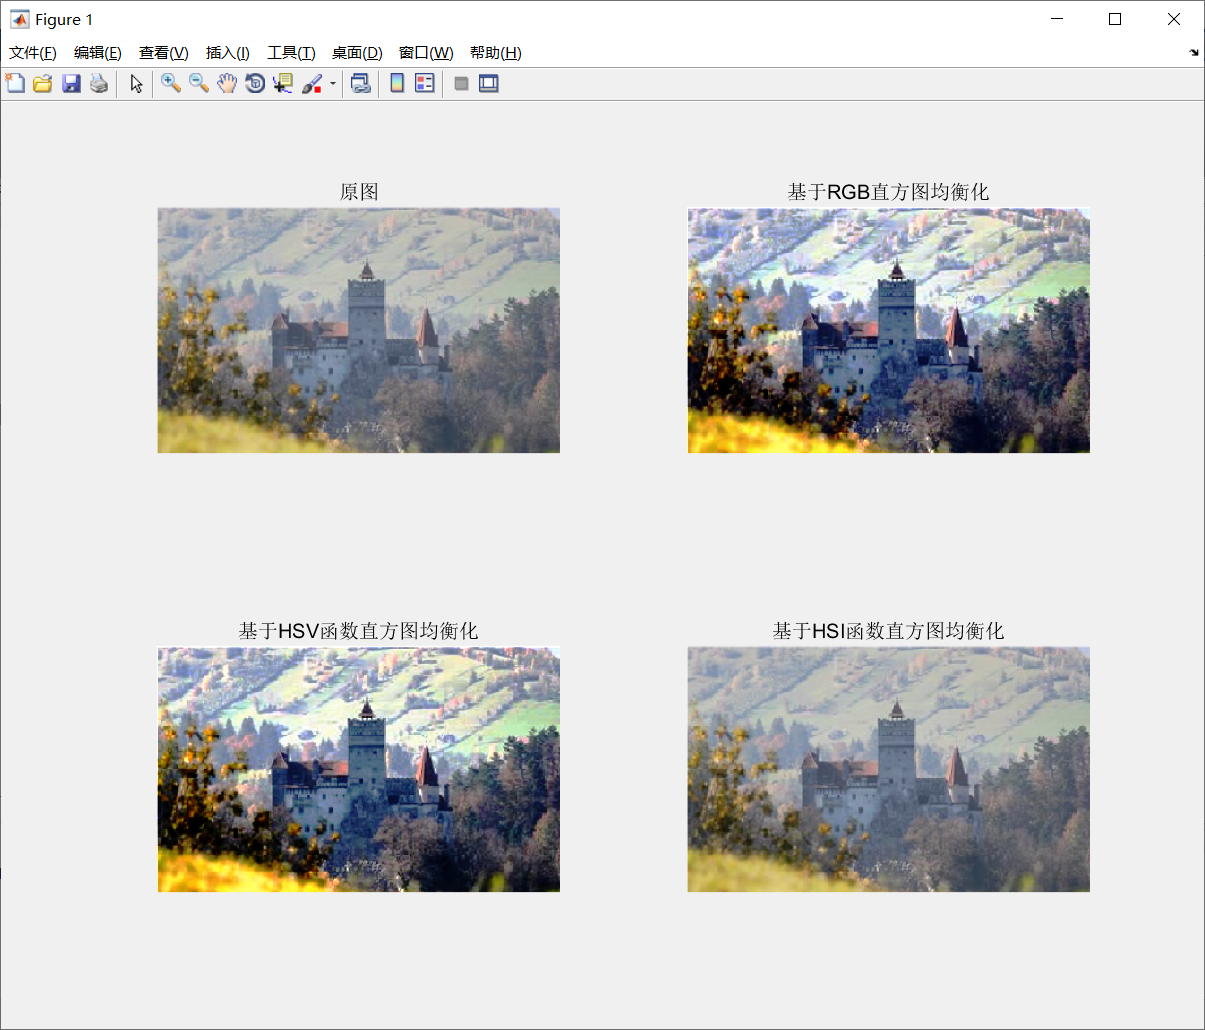 Figure 1
文件(F) 编辑(E) 查看(V) 插入(I) 工具(T) 桌面(D) 窗口(W) 帮助(H)
原图
基于RGB直方图均衡化
基于HSV函数直方图均衡化
基于HSI函数直方图均衡化